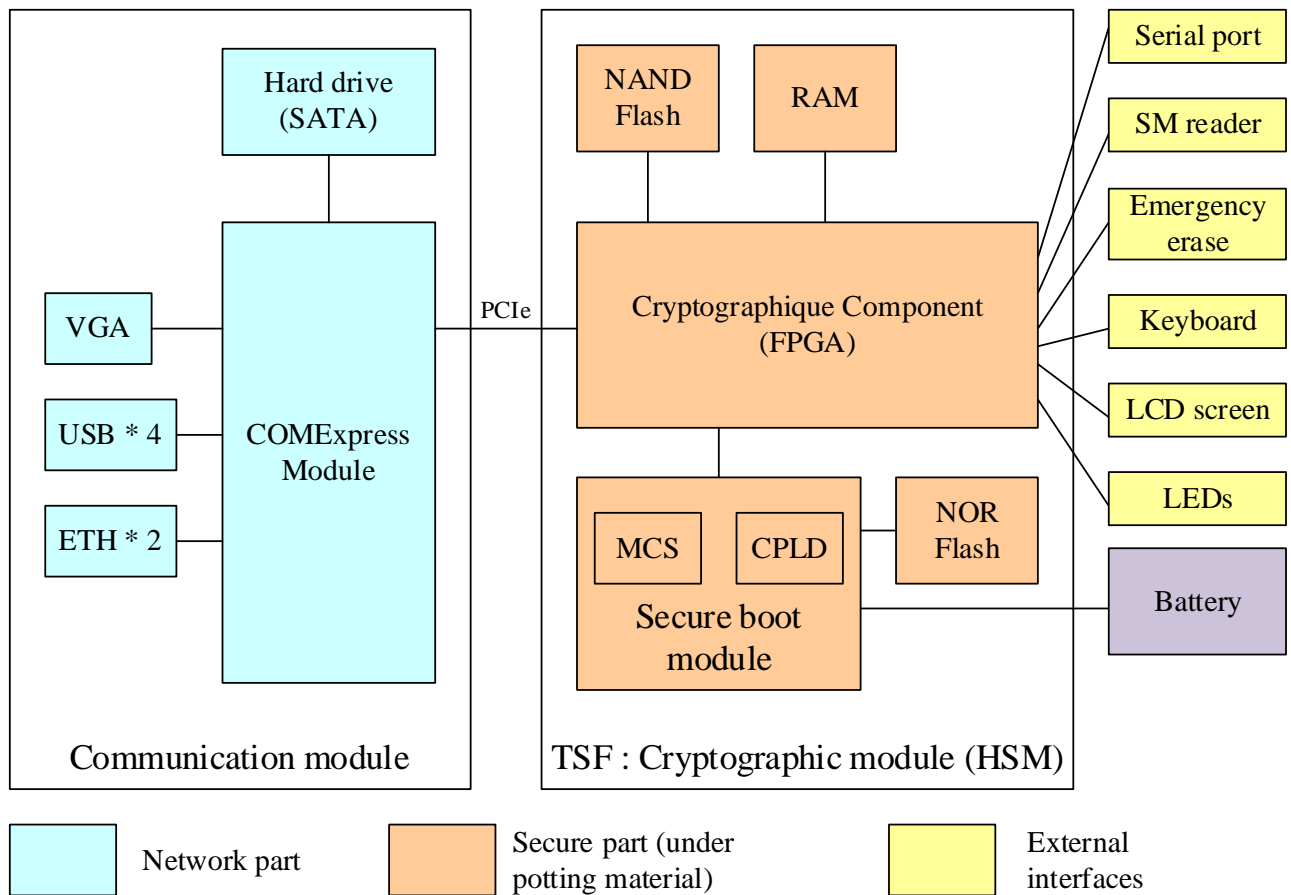 Hard drive
(SATA)
VGA
USB * 4
ETH * 2
COMExpress
Module
Communication module
PCIe
NAND
Flash
RAM
Cryptographique Component
(FPGA)
MCS
CPLD
Secure boot
module
NOR
Flash
TSF : Cryptographic module (HSM)
Serial port
SM reader
Emergency
erase
Keyboard
LCD screen
LEDs
Battery
Network part
Secure part (under
potting material)
External
interfaces